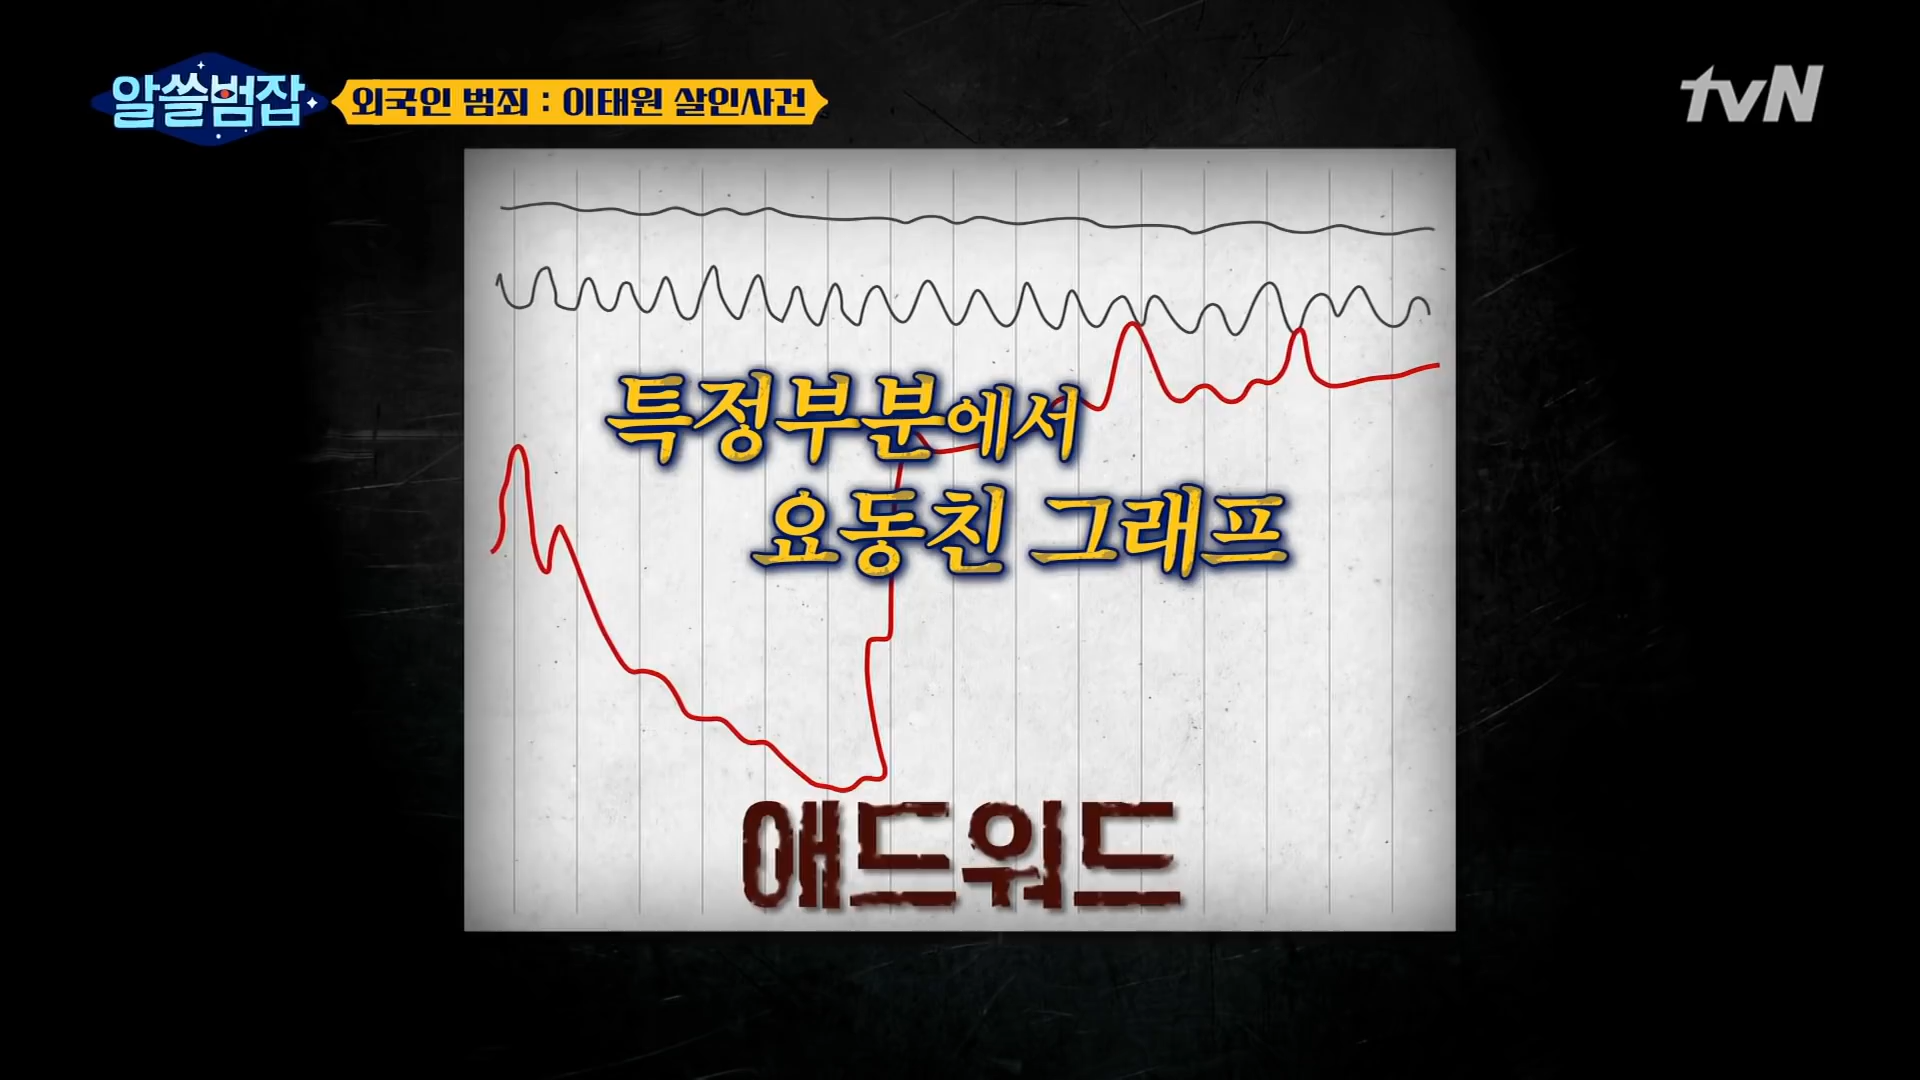 알쓸범잡
외국인 범죄 : 이태원 살인사건
tvN
특정부분에서
요동친 그래프
애드워드